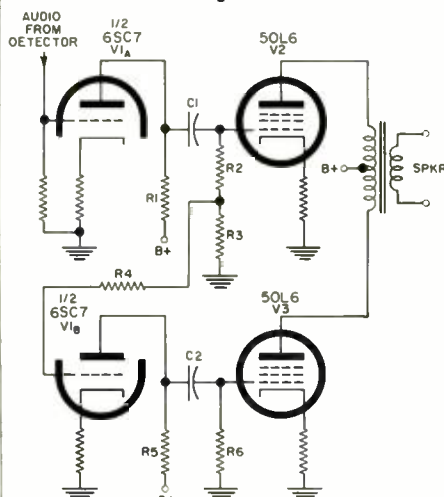 AUDIO
FROM
DETECTOR
1/2
6SC7
V1A
50L6
V2
C1
R2
B+
SPKR
R1
B+
R3
R4
1/2
6SC7
V1B
50L6
V3
C2
R5
R6